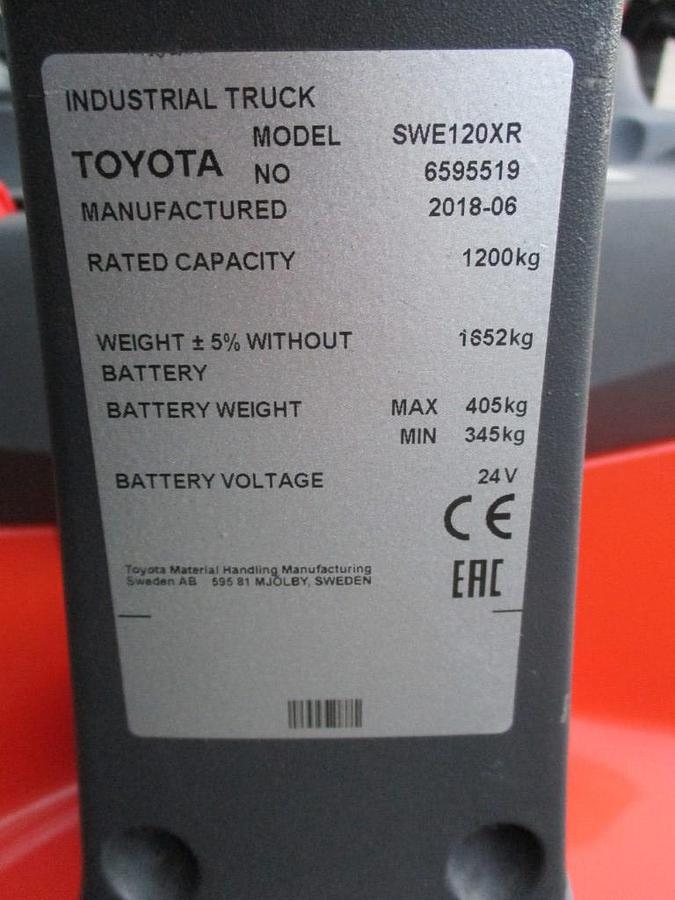 INDUSTRIAL TRUCK
TOYOTA MODEL SWE120XR
NO 6595519
MANUFACTURED 2018-06
RATED CAPACITY 1200kg
WEIGHT ± 5% WITHOUT 1652kg
BATTERY
BATTERY WEIGHT MAX 405kg
MIN 345kg
BATTERY VOLTAGE 24V
CE
Toyota Material Handling Manufacturing
Sweden AB 595 81 MJÖLBY, SWEDEN
EAC